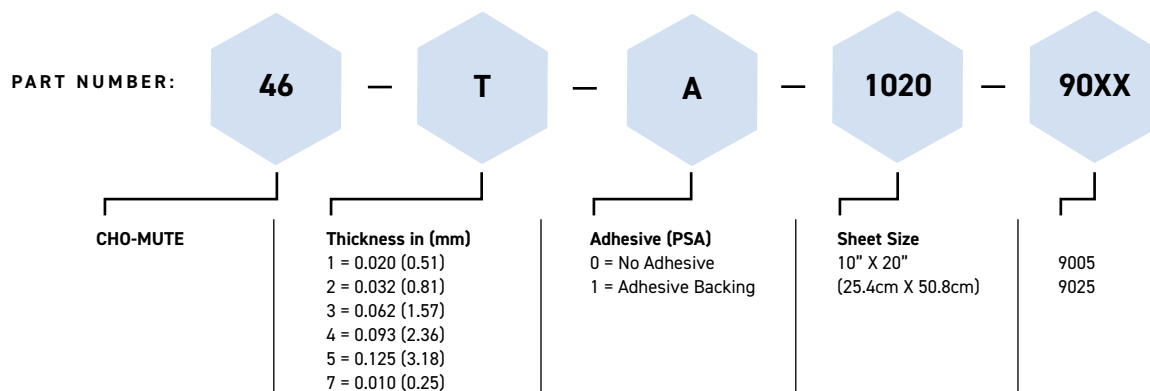 PART NUMBER: 46 — T — A — 1020 — 90XX
CHO-MUTE
Thickness in (mm)
1 = 0.020 (0.51)
2 = 0.032 (0.81)
3 = 0.062 (1.57)
4 = 0.093 (2.36)
5 = 0.125 (3.18)
7 = 0.010 (0.25)
Adhesive (PSA)
0 = No Adhesive
1 = Adhesive Backing
Sheet Size
10” X 20”
(25.4cm X 50.8cm)
9005
9025